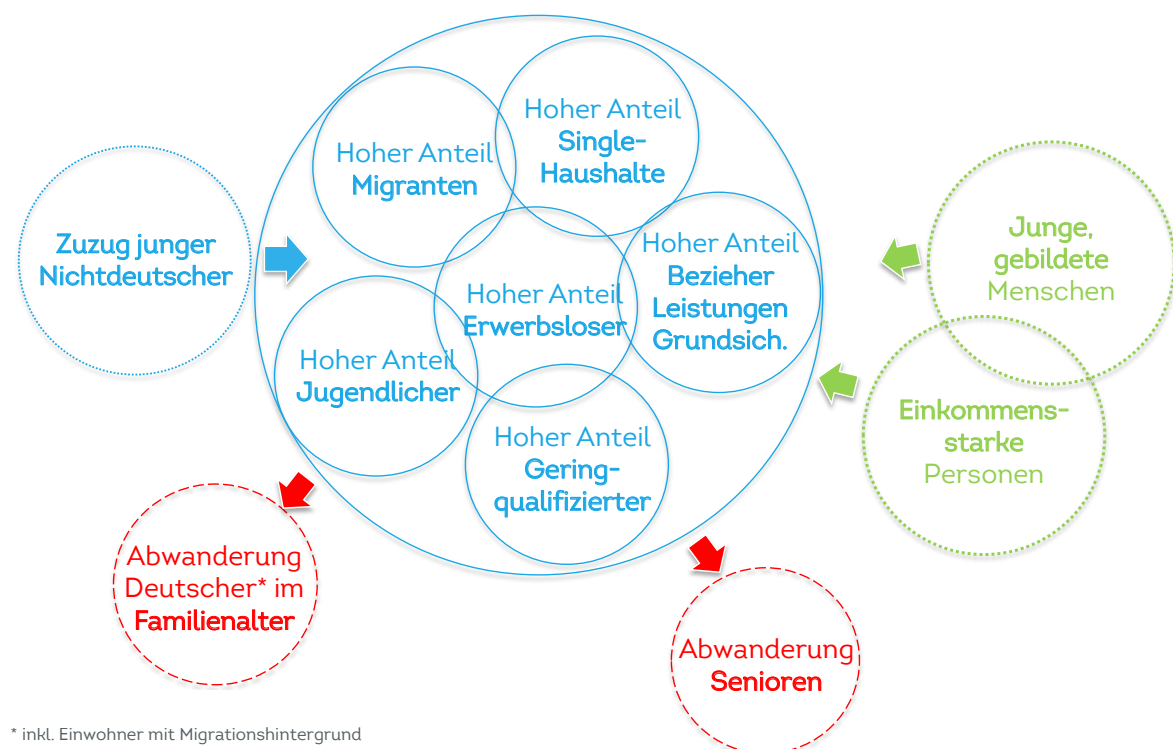 Hoher Anteil
Single-
Haushalte
Hoher Anteil
Migranten
Zuzug junger
Nichtdeutscher
Hoher Anteil
Bezieher
Leistungen
Grundsich.
Junge,
gebildete
Menschen
Hoher Anteil
Erwerbsloser
Hoher Anteil
Jugendlicher
Einkommens-
starke
Personen
Hoher Anteil
Gering-
qualifizierter
Abwanderung
Deutscher* im
Familienalter
Abwanderung
Senioren
* inkl. Einwohner mit Migrationshintergrund